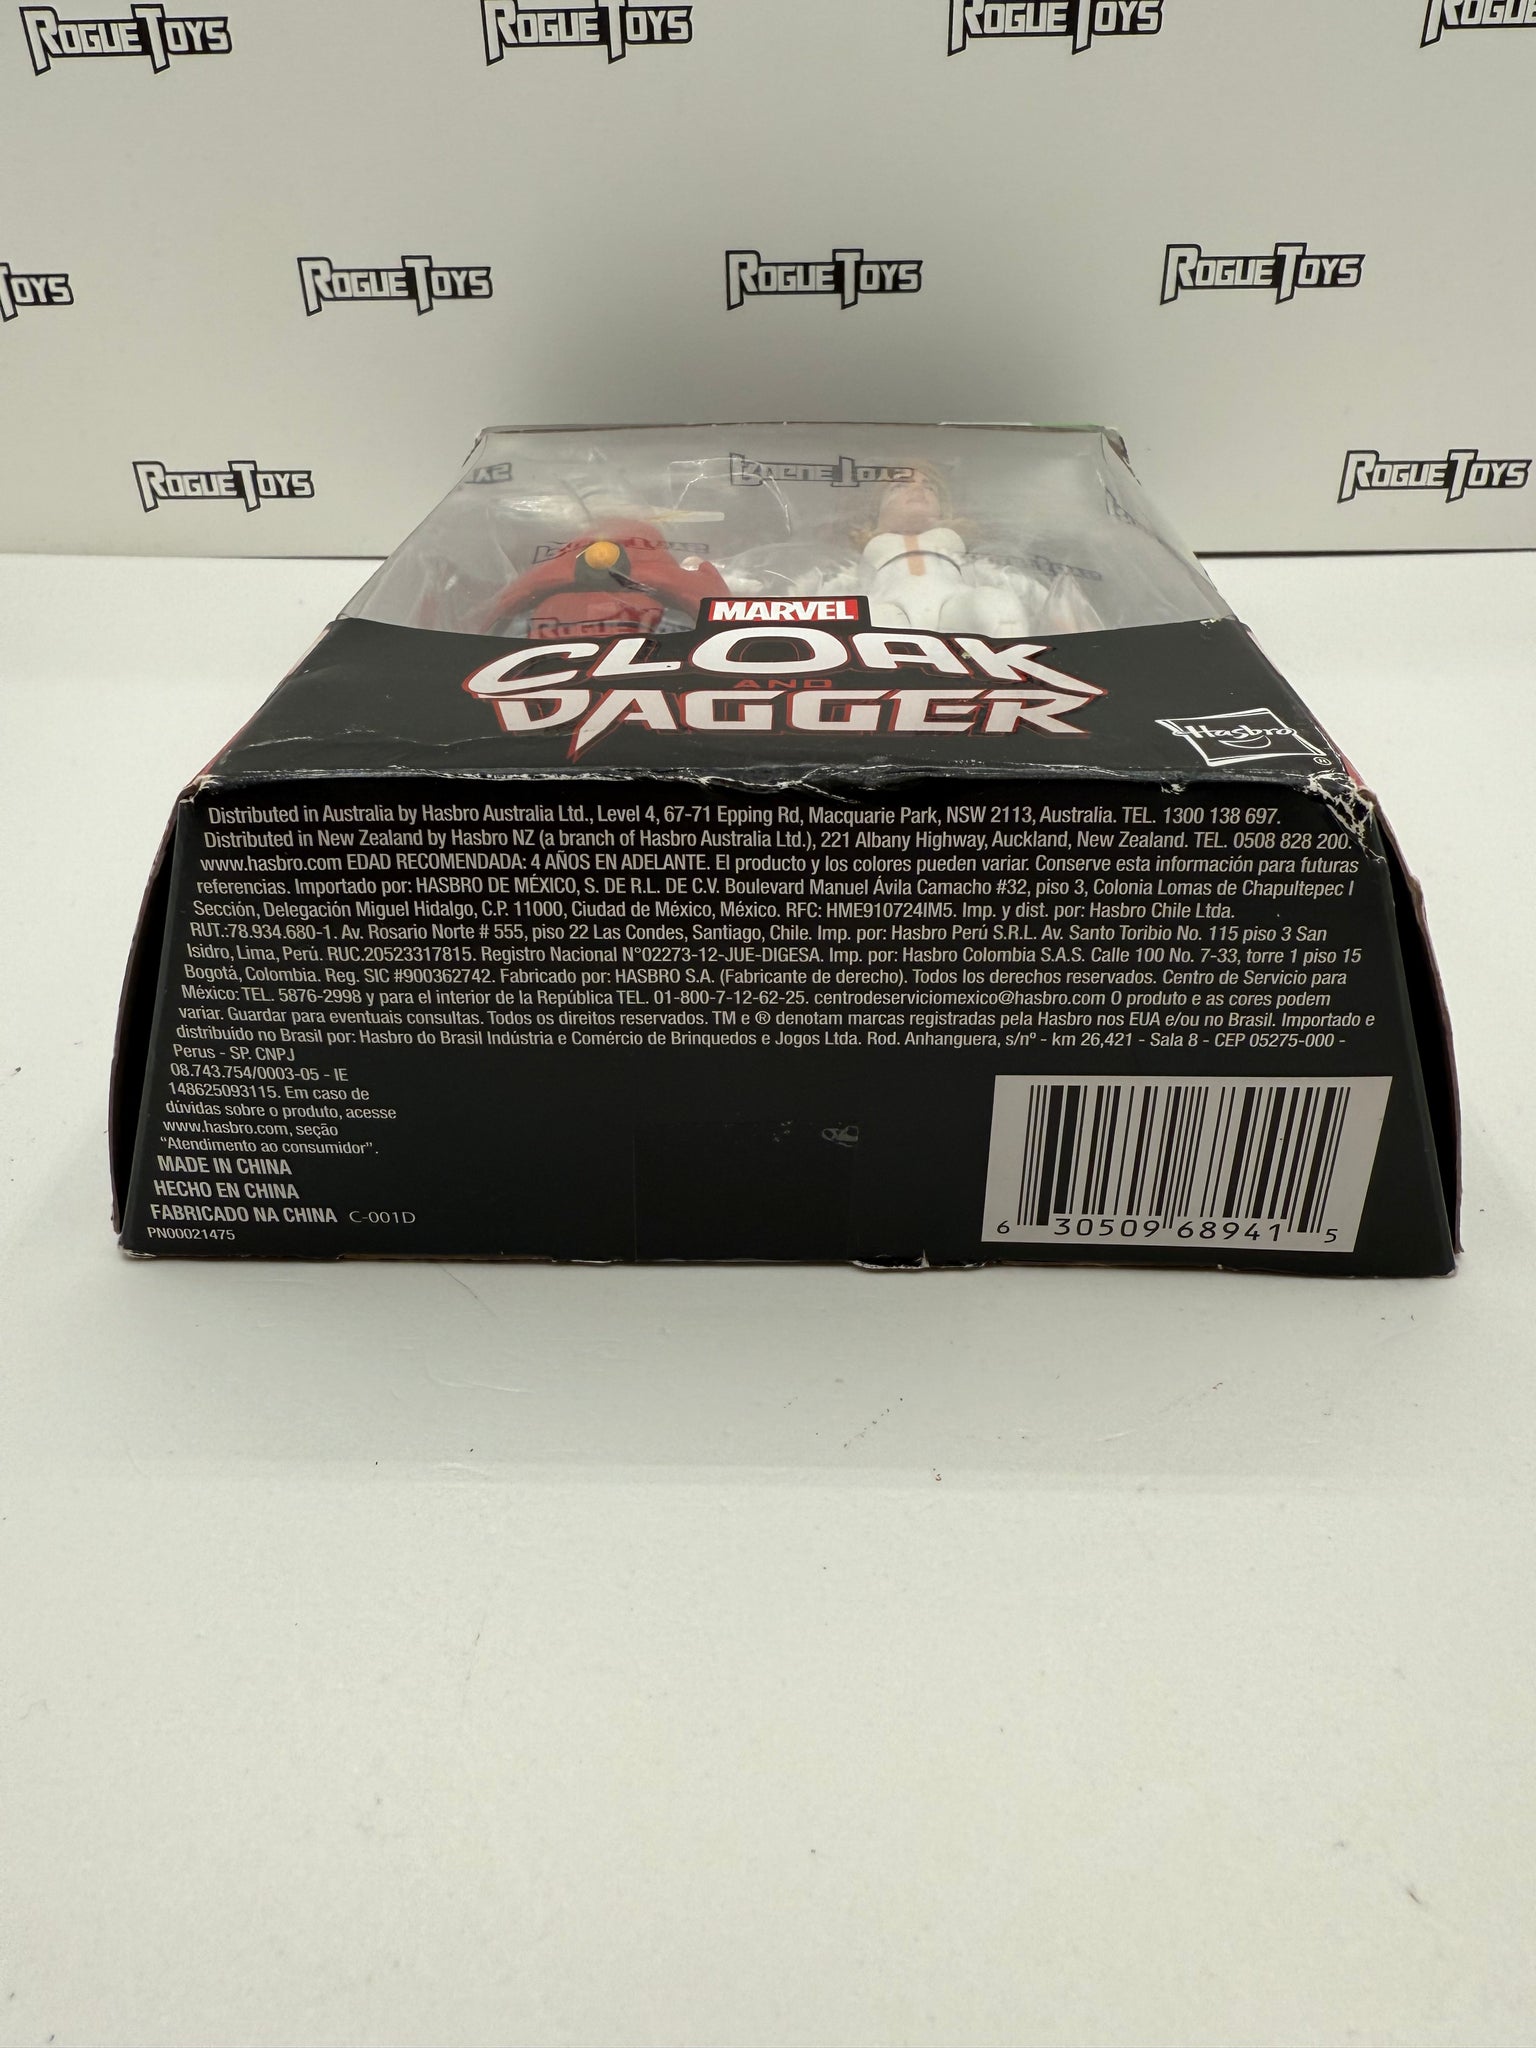 ROGUE TOYS
ROGUE TOYS
ROGUE TOYS
ROGUE
TOYS
ROGUE TOYS
ROGUE TOYS
ROGUE TOYS
ROGUE TOYS
ROGUE TOYS
MARVEL
CLOAK
AND
DAGGER
Hasbro
®
Distributed in Australia by Hasbro Australia Ltd., Level 4, 67-71 Epping Rd, Macquarie Park, NSW 2113, Australia. TEL. 1300 138 697.
Distributed in New Zealand by Hasbro NZ (a branch of Hasbro Australia Ltd.), 221 Albany Highway, Auckland, New Zealand. TEL. 0508 828 200.
www.hasbro.com EDAD RECOMENDADA: 4 AÑOS EN ADELANTE. El producto y los colores pueden variar. Conserve esta información para futuras
referencias. Importado por: HASBRO DE MÉXICO, S. DE R.L. DE C.V. Boulevard Manuel Ávila Camacho #32, piso 3, Colonia Lomas de Chapultepec I
Sección, Delegación Miguel Hidalgo, C.P. 11000, Ciudad de México, México. RFC: HME910724IM5. Imp. y dist. por: Hasbro Chile Ltda.
RUT.:78.934.680-1. Av. Rosario Norte # 555, piso 22 Las Condes, Santiago, Chile. Imp. por: Hasbro Perú S.R.L. Av. Santo Toribio No. 115 piso 3 San
Isidro, Lima, Perú. RUC.20523317815. Registro Nacional N°02273-12-JUE-DIGESA. Imp. por: Hasbro Colombia S.A.S. Calle 100 No. 7-33, torre 1 piso 15
Bogotá, Colombia. Reg. SIC #900362742. Fabricado por: HASBRO S.A. (Fabricante de derecho). Todos los derechos reservados. Centro de Servicio para
México: TEL. 5876-2998 y para el interior de la República TEL. 01-800-7-12-62-25. centrodeserviciomexico@hasbro.com O produto e as cores podem
variar. Guardar para eventuais consultas. Todos os direitos reservados. TM e ® denotam marcas registradas pela Hasbro nos EUA e/ou no Brasil. Importado e
distribuído no Brasil por: Hasbro do Brasil Indústria e Comércio de Brinquedos e Jogos Ltda. Rod. Anhanguera, s/nº - km 26,421 - Sala 8 - CEP 05275-000 -
Perus - SP. CNPJ
08.743.754/0003-05 - IE
148625093115. Em caso de
dúvidas sobre o produto, acesse
www.hasbro.com, seção
"Atendimento ao consumidor".
MADE IN CHINA
HECHO EN CHINA
FABRICADO NA CHINA C-001D
PN00021475
6 30509 68941 5